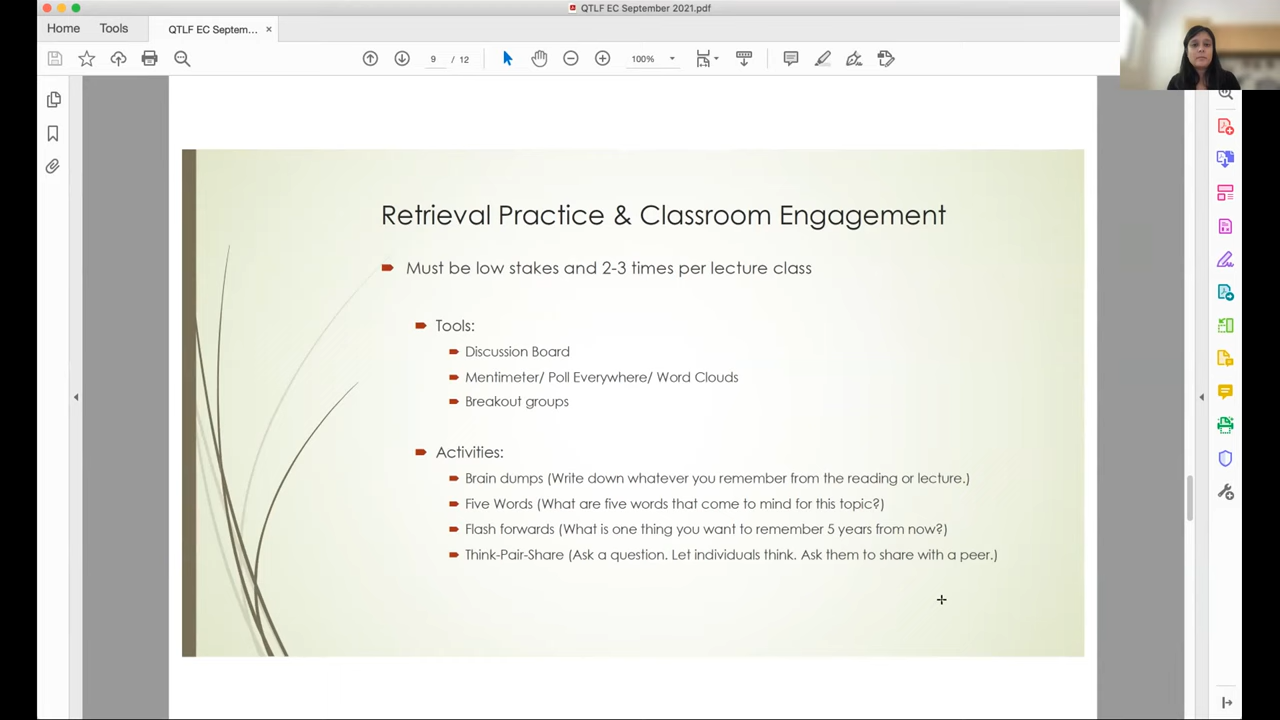 QTLF EC September 2021.pdf
Home Tools QTLF EC Septem... ×
9 / 12 100%
Retrieval Practice & Classroom Engagement
Must be low stakes and 2-3 times per lecture class
Tools:
Discussion Board
Mentimeter/ Poll Everywhere/ Word Clouds
Breakout groups
Activities:
Brain dumps (Write down whatever you remember from the reading or lecture.)
Five Words (What are five words that come to mind for this topic?)
Flash forwards (What is one thing you want to remember 5 years from now?)
Think-Pair-Share (Ask a question. Let individuals think. Ask them to share with a peer.)